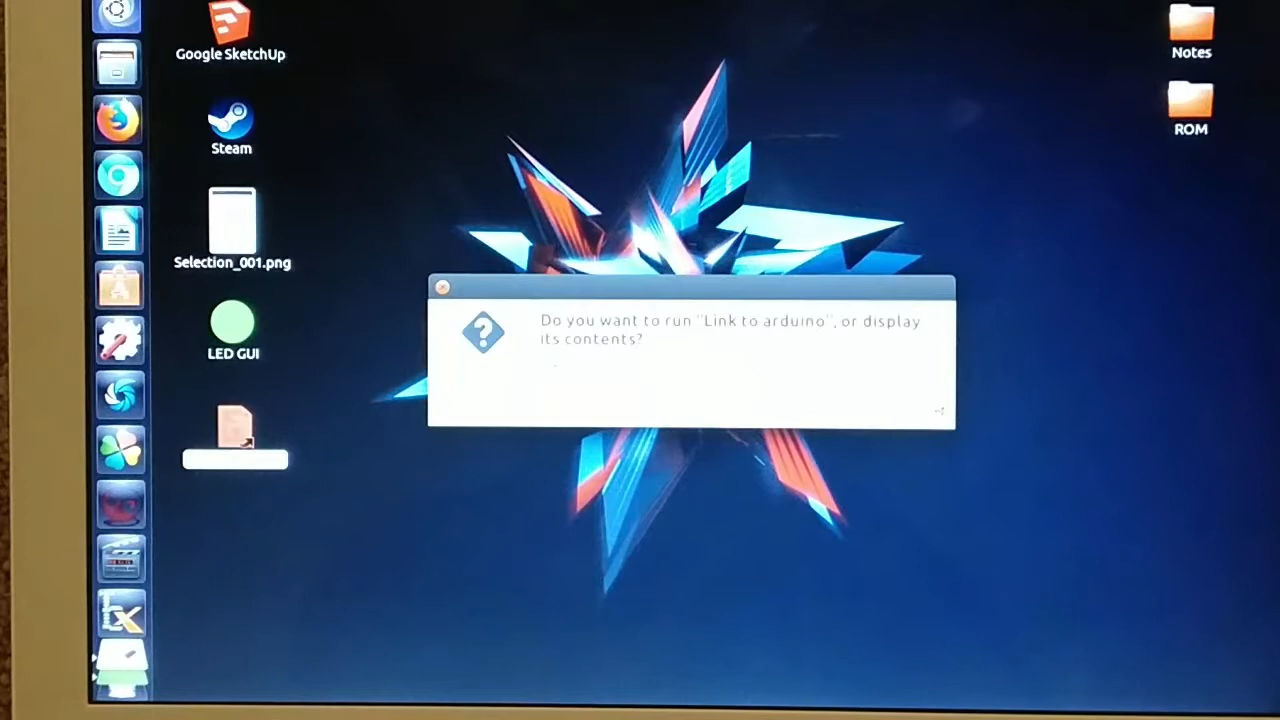 Google SketchUp
Steam
Selection_001.png
LED GUI
Notes
ROM
Do you want to run "Link to arduino", or display
its contents?